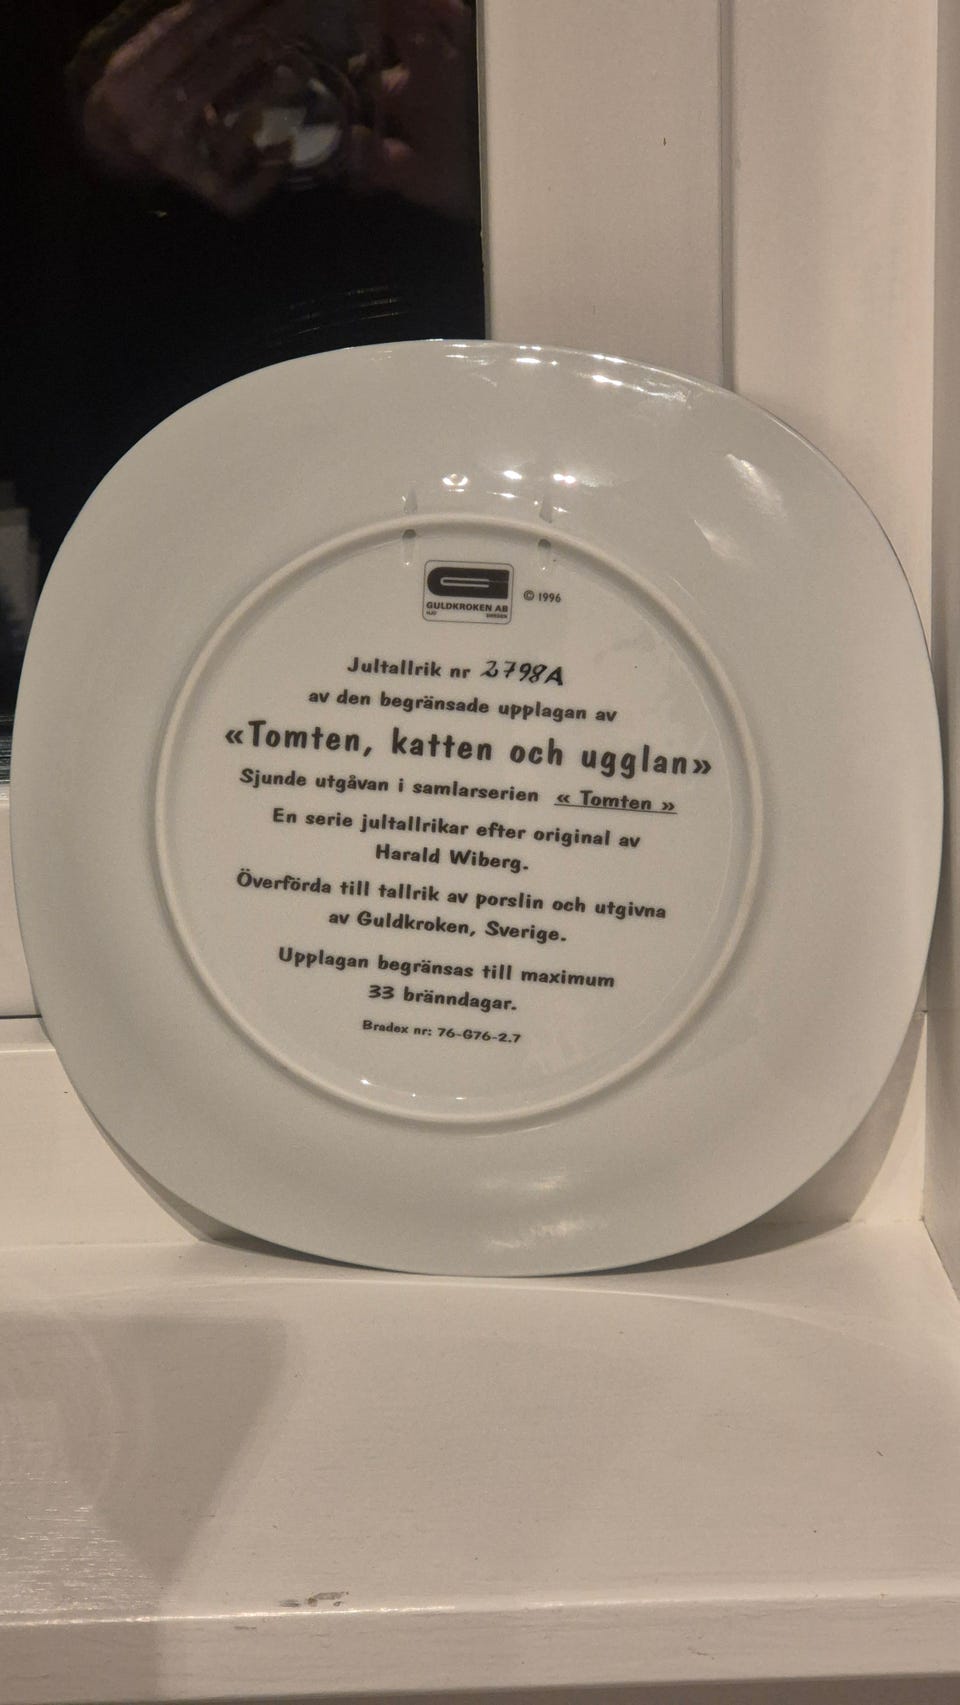 GULDKROKEN AB
HJO SWEDEN
© 1996
Jultallrik nr 2798A
av den begränsade upplagan av
«Tomten, katten och ugglan»
Sjunde utgåvan i samlarserien « Tomten »
En serie jultallrikar efter original av
Harald Wiberg.
Överförda till tallrik av porslin och utgivna
av Guldkroken, Sverige.
Upplagan begränsas till maximum
33 bränndagar.
Bradex nr: 76-G76-2.7